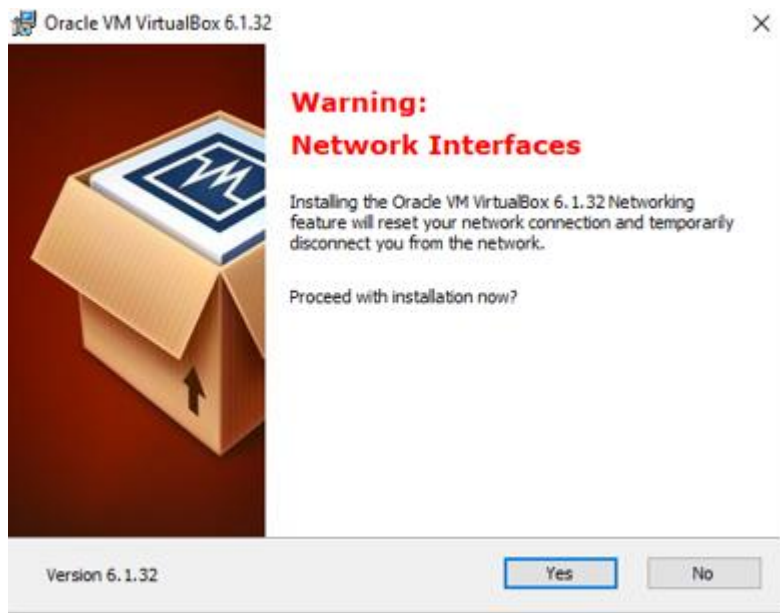 Oracle VM VirtualBox 6.1.32
Warning:
Network Interfaces
Installing the Oracle VM VirtualBox 6.1.32 Networking
feature will reset your network connection and temporarily
disconnect you from the network.
Proceed with installation now?
Version 6.1.32
Yes
No